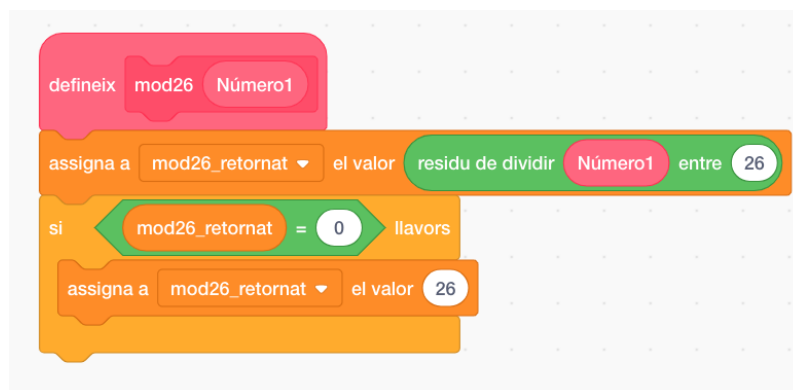 defineix mod26 Número1
assigna a mod26_retornat el valor residu de dividir Número1 entre 26
si mod26_retornat = 0 llavors
assigna a mod26_retornat el valor 26